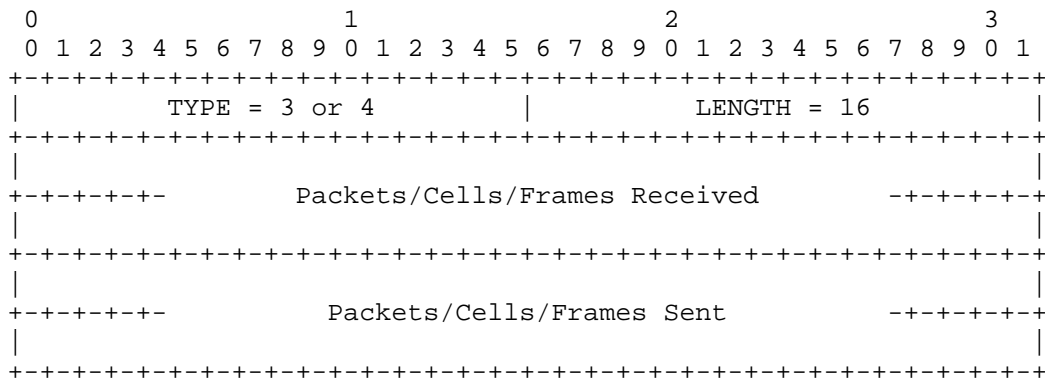 0                   1                   2                   3
 0 1 2 3 4 5 6 7 8 9 0 1 2 3 4 5 6 7 8 9 0 1 2 3 4 5 6 7 8 9 0 1
+-+-+-+-+-+-+-+-+-+-+-+-+-+-+-+-+-+-+-+-+-+-+-+-+-+-+-+-+-+-+-+-+
|         TYPE = 3 or 4         |          LENGTH = 16          |
+-+-+-+-+-+-+-+-+-+-+-+-+-+-+-+-+-+-+-+-+-+-+-+-+-+-+-+-+-+-+-+-+
|                                                               |
+-+-+-+-+-        Packets/Cells/Frames Received        -+-+-+-+-+
|                                                               |
+-+-+-+-+-+-+-+-+-+-+-+-+-+-+-+-+-+-+-+-+-+-+-+-+-+-+-+-+-+-+-+-+
|                                                               |
+-+-+-+-+-          Packets/Cells/Frames Sent          -+-+-+-+-+
|                                                               |
+-+-+-+-+-+-+-+-+-+-+-+-+-+-+-+-+-+-+-+-+-+-+-+-+-+-+-+-+-+-+-+-+